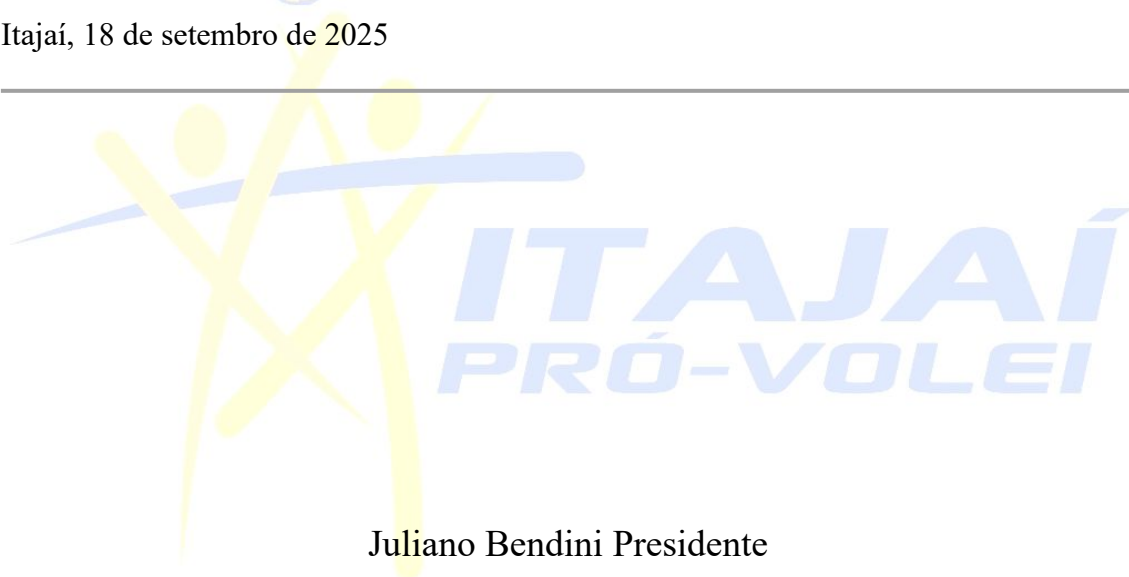 Itajaí, 18 de setembro de 2025
ITAJAÍ
PRÓ-VOLEI
Juliano Bendini Presidente